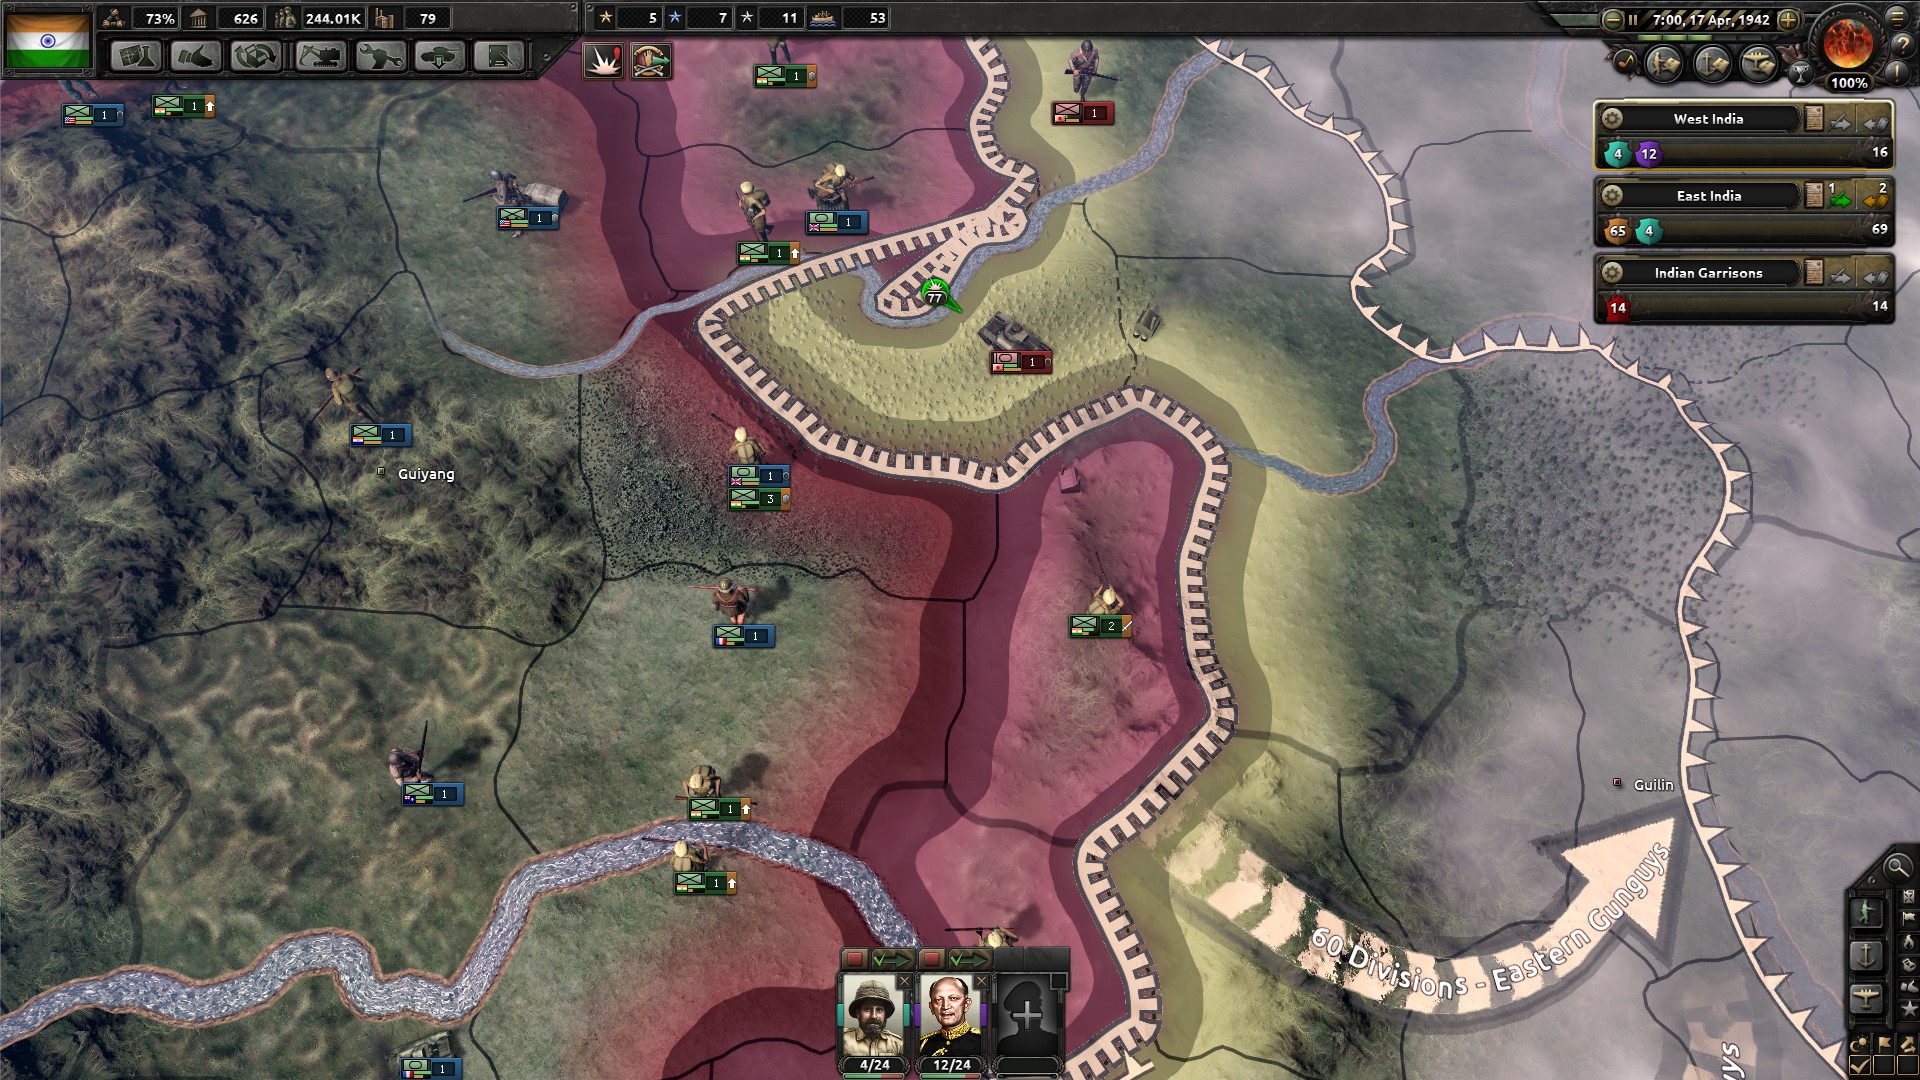 73% 626 244.01K 79
5 7 11 53
7:00, 17 Apr, 1942
100%
West India
4 12 16
East India
1 2
65 4 69
Indian Garrisons
14 14
1
1
1
1
1
1
1
77
1
1
Guiyang
1
3
1
2
1
1
1
Guilin
60 Divisions - Eastern Gunguys
ys
4/24
12/24
1